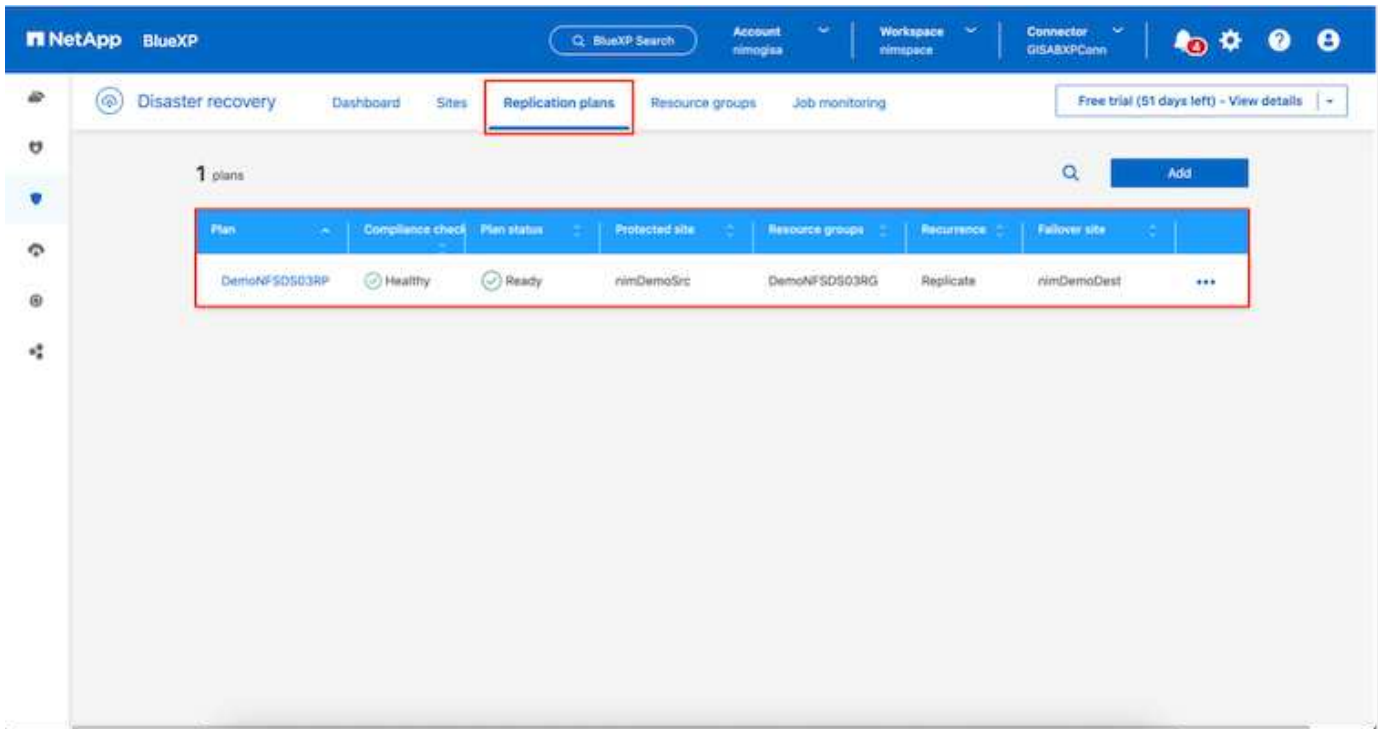 NetApp BlueXP
BlueXP Search
Account
nimogisa
Workspace
nimspace
Connector
GISABXPConn
4
Disaster recovery
Dashboard
Sites
Replication plans
Resource groups
Job monitoring
Free trial (51 days left) - View details
1 plans
Add
Plan
Compliance check
Plan status
Protected site
Resource groups
Recurrence
Failover site
DemoNFSDS03RP
Healthy
Ready
nimDemoSrc
DemoNFSDS03RG
Replicate
nimDemoDest